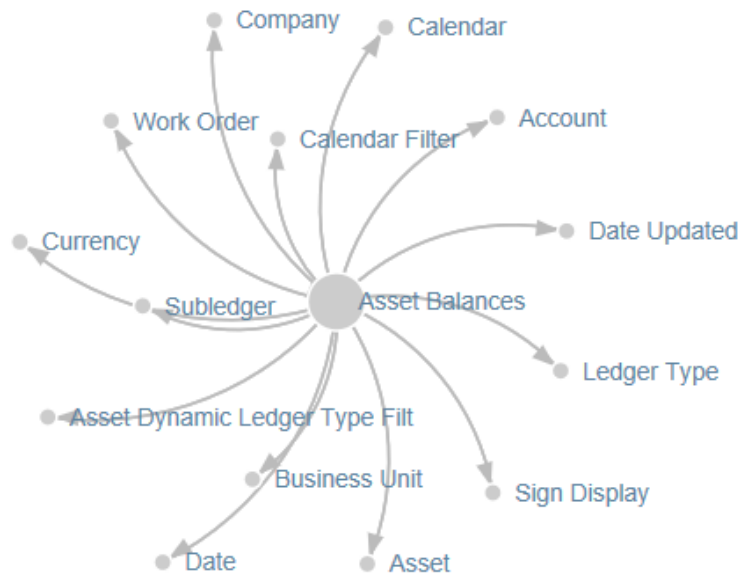 Company
Calendar
Work Order
Calendar Filter
Account
Currency
Date Updated
Subledger
Asset Balances
Ledger Type
Asset Dynamic Ledger Type Filt
Business Unit
Sign Display
Date
Asset